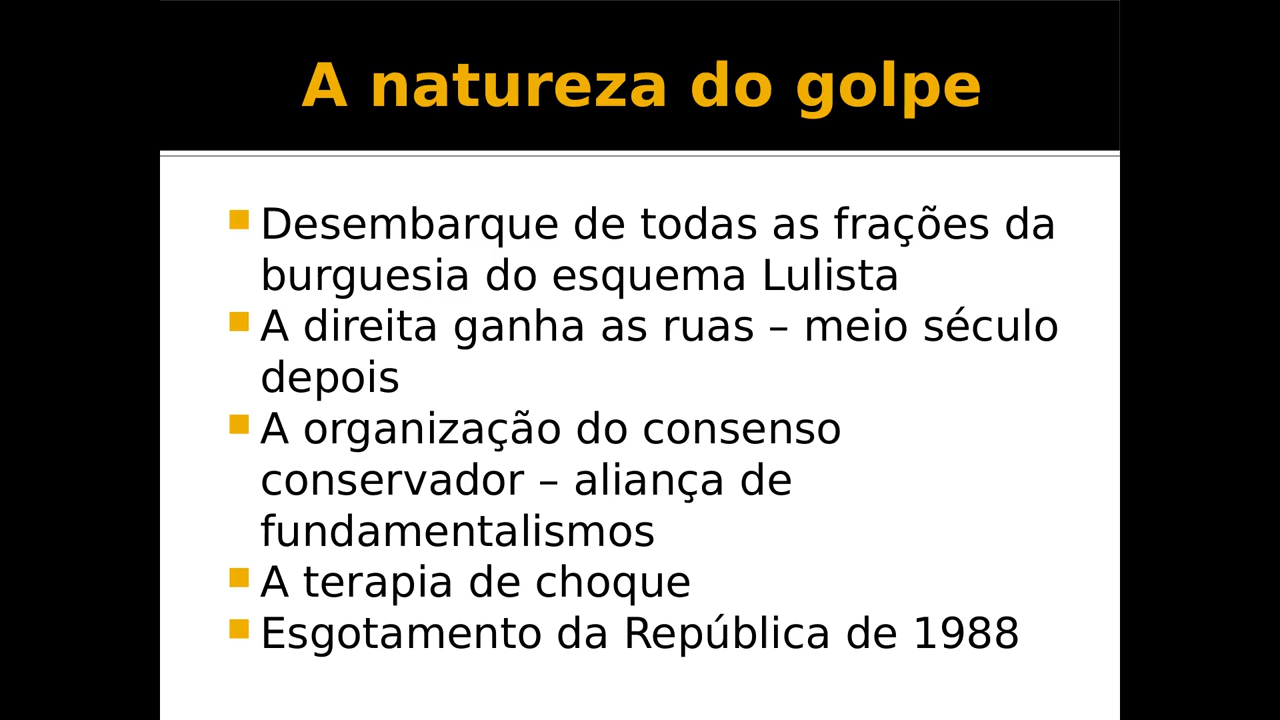 A natureza do golpe
Desembarque de todas as frações da
burguesia do esquema Lulista
A direita ganha as ruas – meio século
depois
A organização do consenso
conservador – aliança de
fundamentalismos
A terapia de choque
Esgotamento da República de 1988